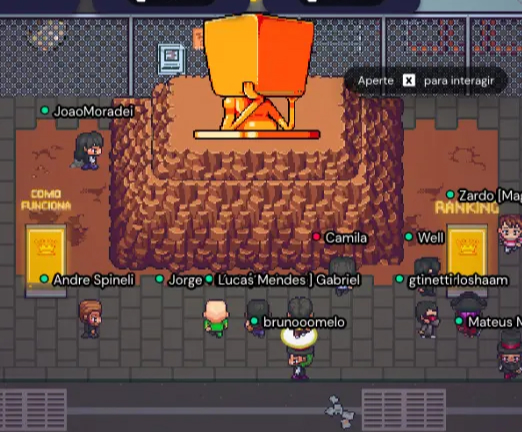 Aperte X para interagir
JoaoMoradei
COMO
FUNCIONA
Zardo [Ma
RANKING
Camila
Well
Andre Spineli
Jorge
Lucas Mendes ] Gabriel
gtinetti
loshaam
brunooomelo
Mateus M